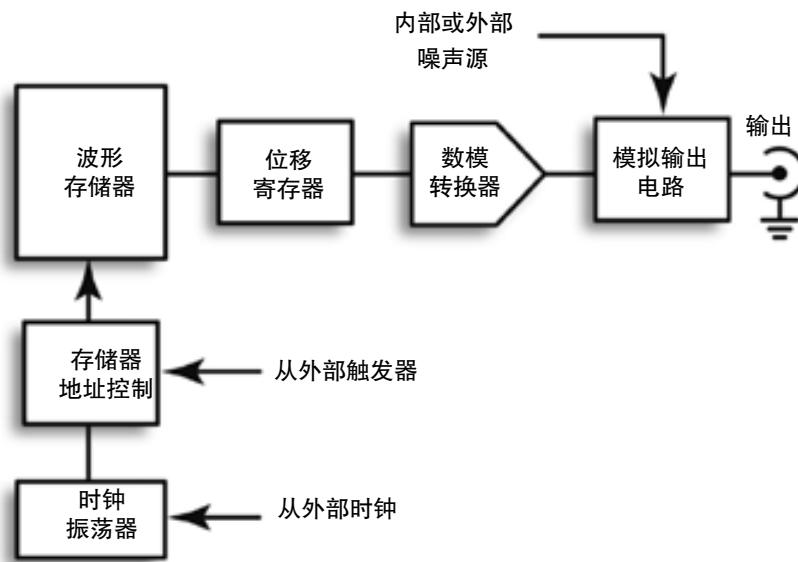 内部或外部
噪声源
波形
存储器
位移
寄存器
数模
转换器
模拟输出
电路
输出
存储器
地址控制
从外部触发器
时钟
振荡器
从外部时钟